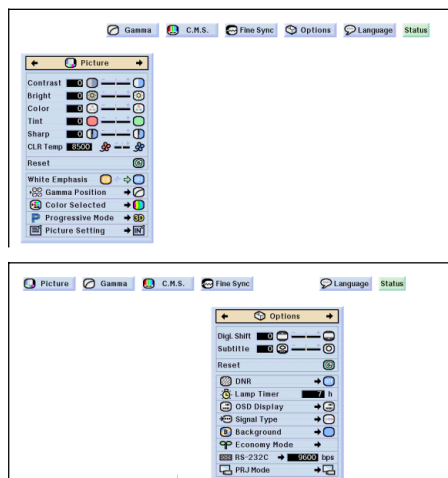 Gamma C.M.S. Fine Sync Options Language Status
Picture
Contrast 0
Bright 0
Color 0
Tint 0
Sharp 0
CLR Temp 8500
Reset
White Emphasis
Gamma Position
Color Selected
Progressive Mode
Picture Setting
Picture Gamma C.M.S. Fine Sync Language Status
Options
Digi. Shift 0
Subtitle 0
Reset
DNR
Lamp Timer 7 h
OSD Display
Signal Type
B Background
Economy Mode
RS-232C 9600 bps
PRJ Mode